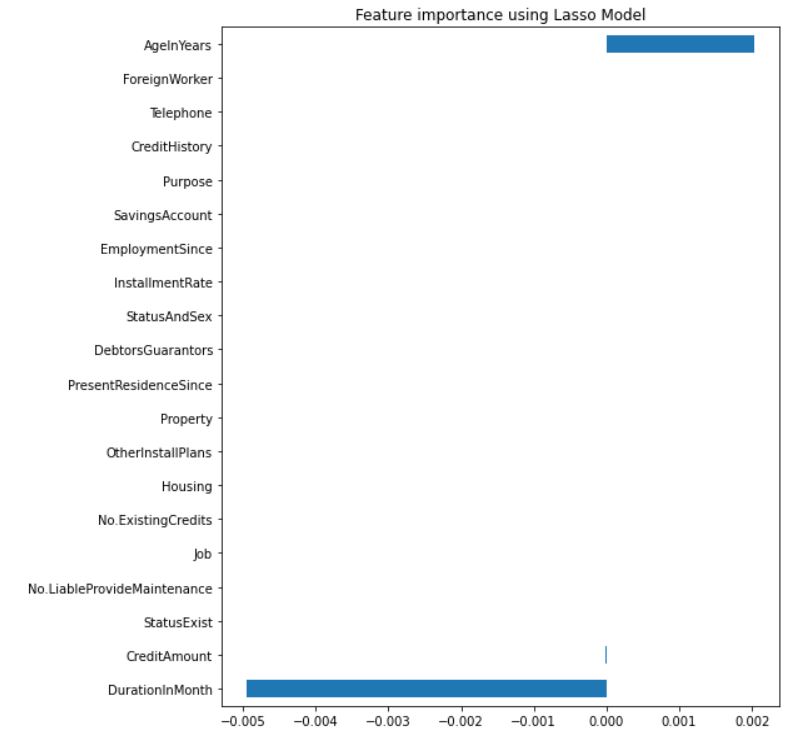 Feature importance using Lasso Model
AgeInYears
ForeignWorker
Telephone
CreditHistory
Purpose
SavingsAccount
EmploymentSince
InstallmentRate
StatusAndSex
DebtorsGuarantors
PresentResidenceSince
Property
OtherInstallPlans
Housing
No.ExistingCredits
Job
No.LiableProvideMaintenance
StatusExist
CreditAmount
DurationInMonth
−0.005 −0.004 −0.003 −0.002 −0.001 0.000 0.001 0.002